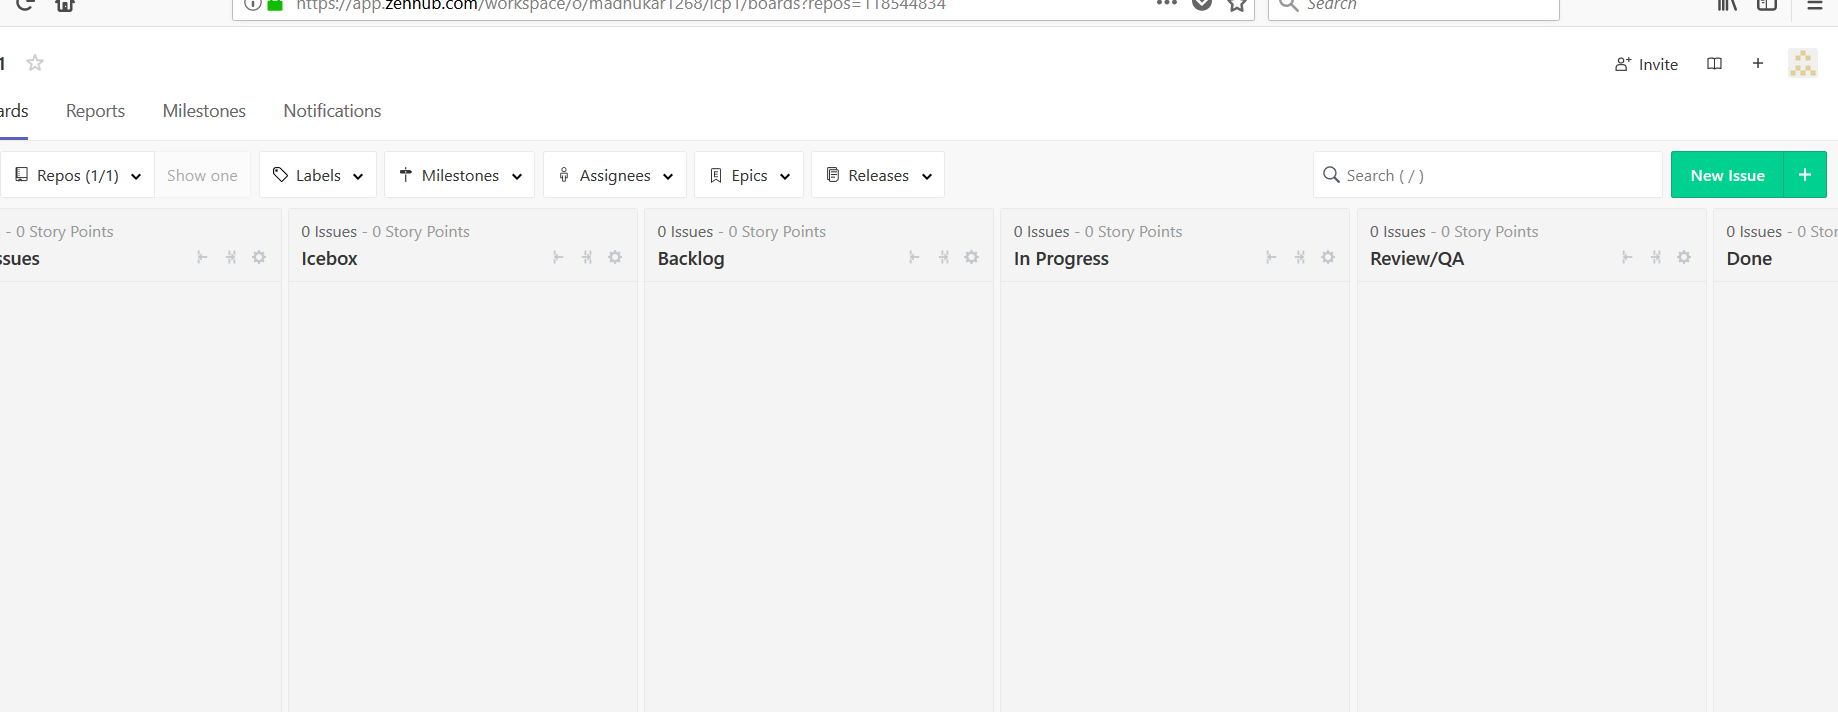 https://app.zenhub.com/workspace/o/madhukar1268/icp1/boards?repos=118544834
Search
1
Invite
ards
Reports
Milestones
Notifications
Repos (1/1)
Show one
Labels
Milestones
Assignees
Epics
Releases
Search ( / )
New Issue
+
- 0 Story Points
ssues
0 Issues - 0 Story Points
Icebox
0 Issues - 0 Story Points
Backlog
0 Issues - 0 Story Points
In Progress
0 Issues - 0 Story Points
Review/QA
0 Issues - 0 Stor
Done